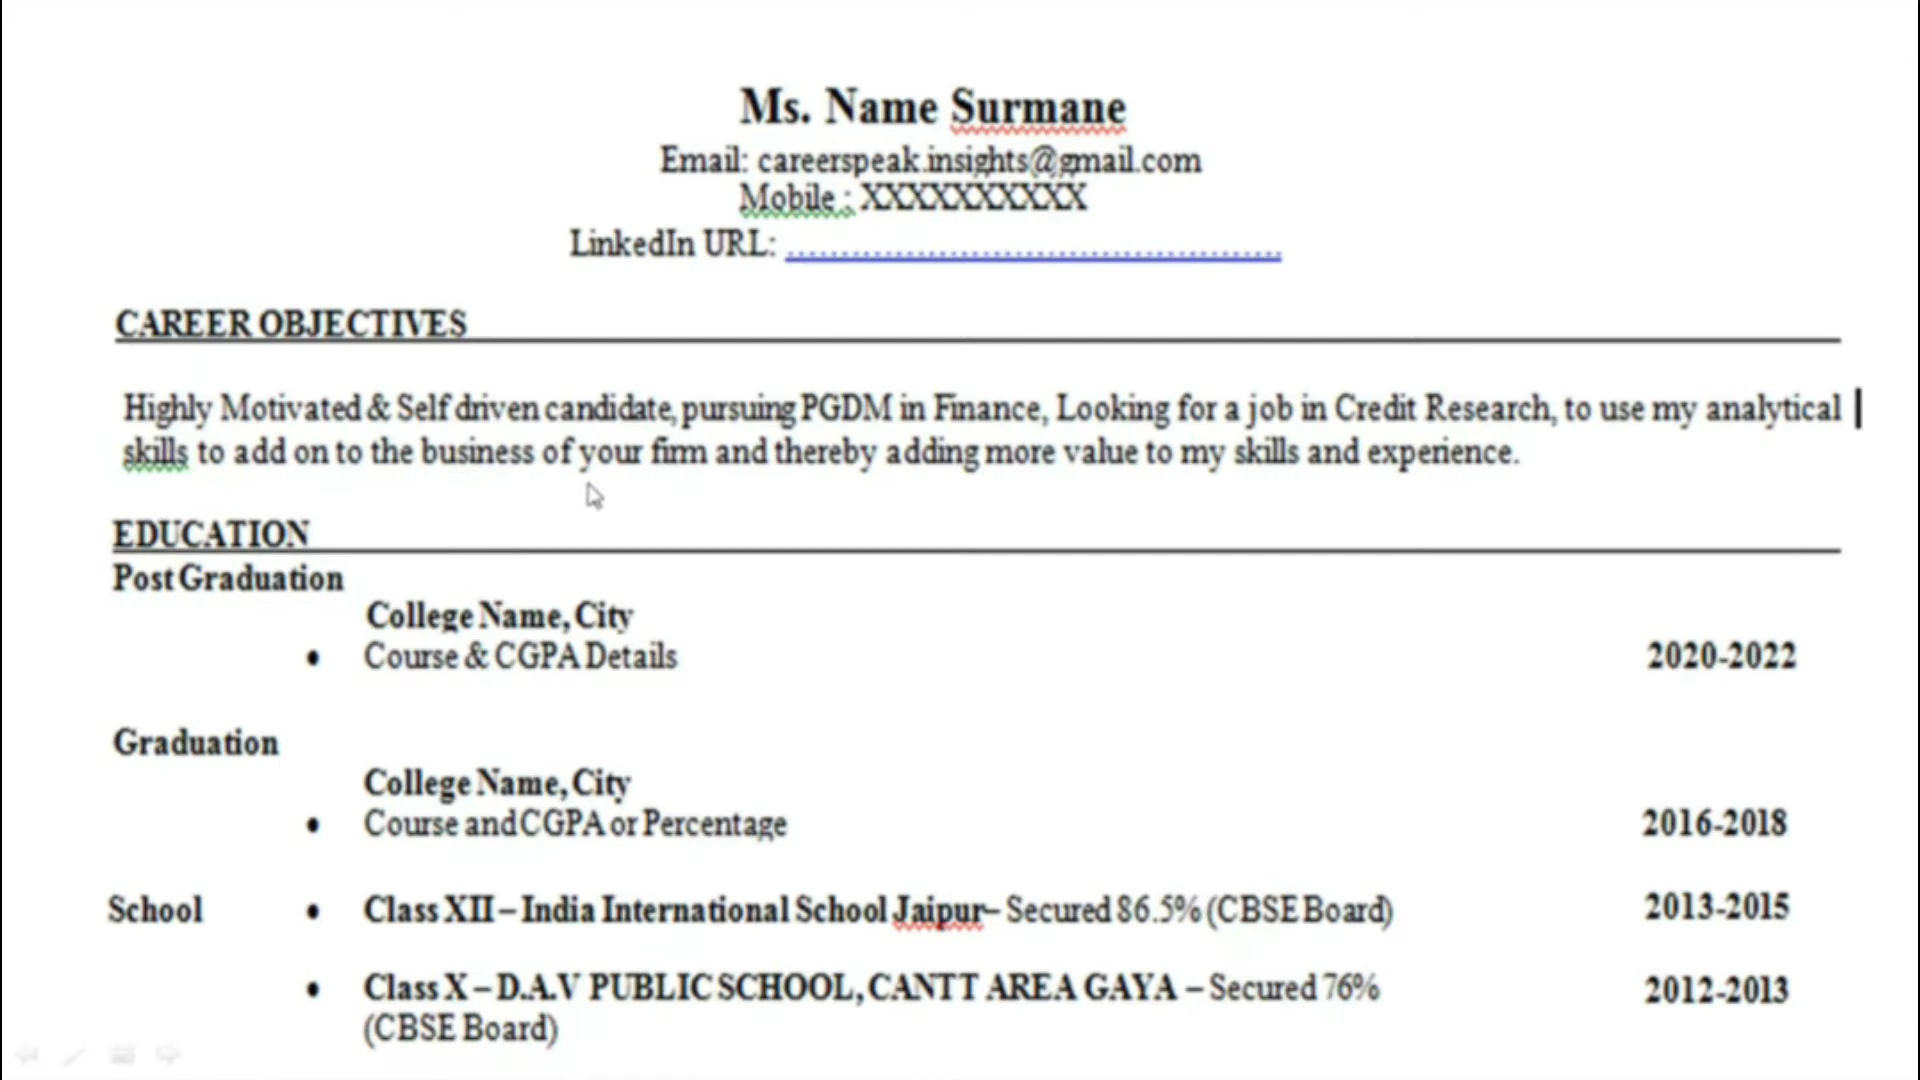 Ms. Name Surmane
Email: careerspeak.insights@gmail.com
Mobile : XXXXXXXXXX
LinkedIn URL: ............................................
CAREER OBJECTIVES
Highly Motivated & Self driven candidate, pursuing PGDM in Finance, Looking for a job in Credit Research, to use my analytical
skills to add on to the business of your firm and thereby adding more value to my skills and experience.
EDUCATION
Post Graduation
College Name, City
• Course & CGPA Details 2020-2022
Graduation
College Name, City
• Course and CGPA or Percentage 2016-2018
School • Class XII – India International School Jaipur– Secured 86.5% (CBSE Board) 2013-2015
• Class X – D.A.V PUBLIC SCHOOL, CANTT AREA GAYA – Secured 76% 2012-2013
(CBSE Board)